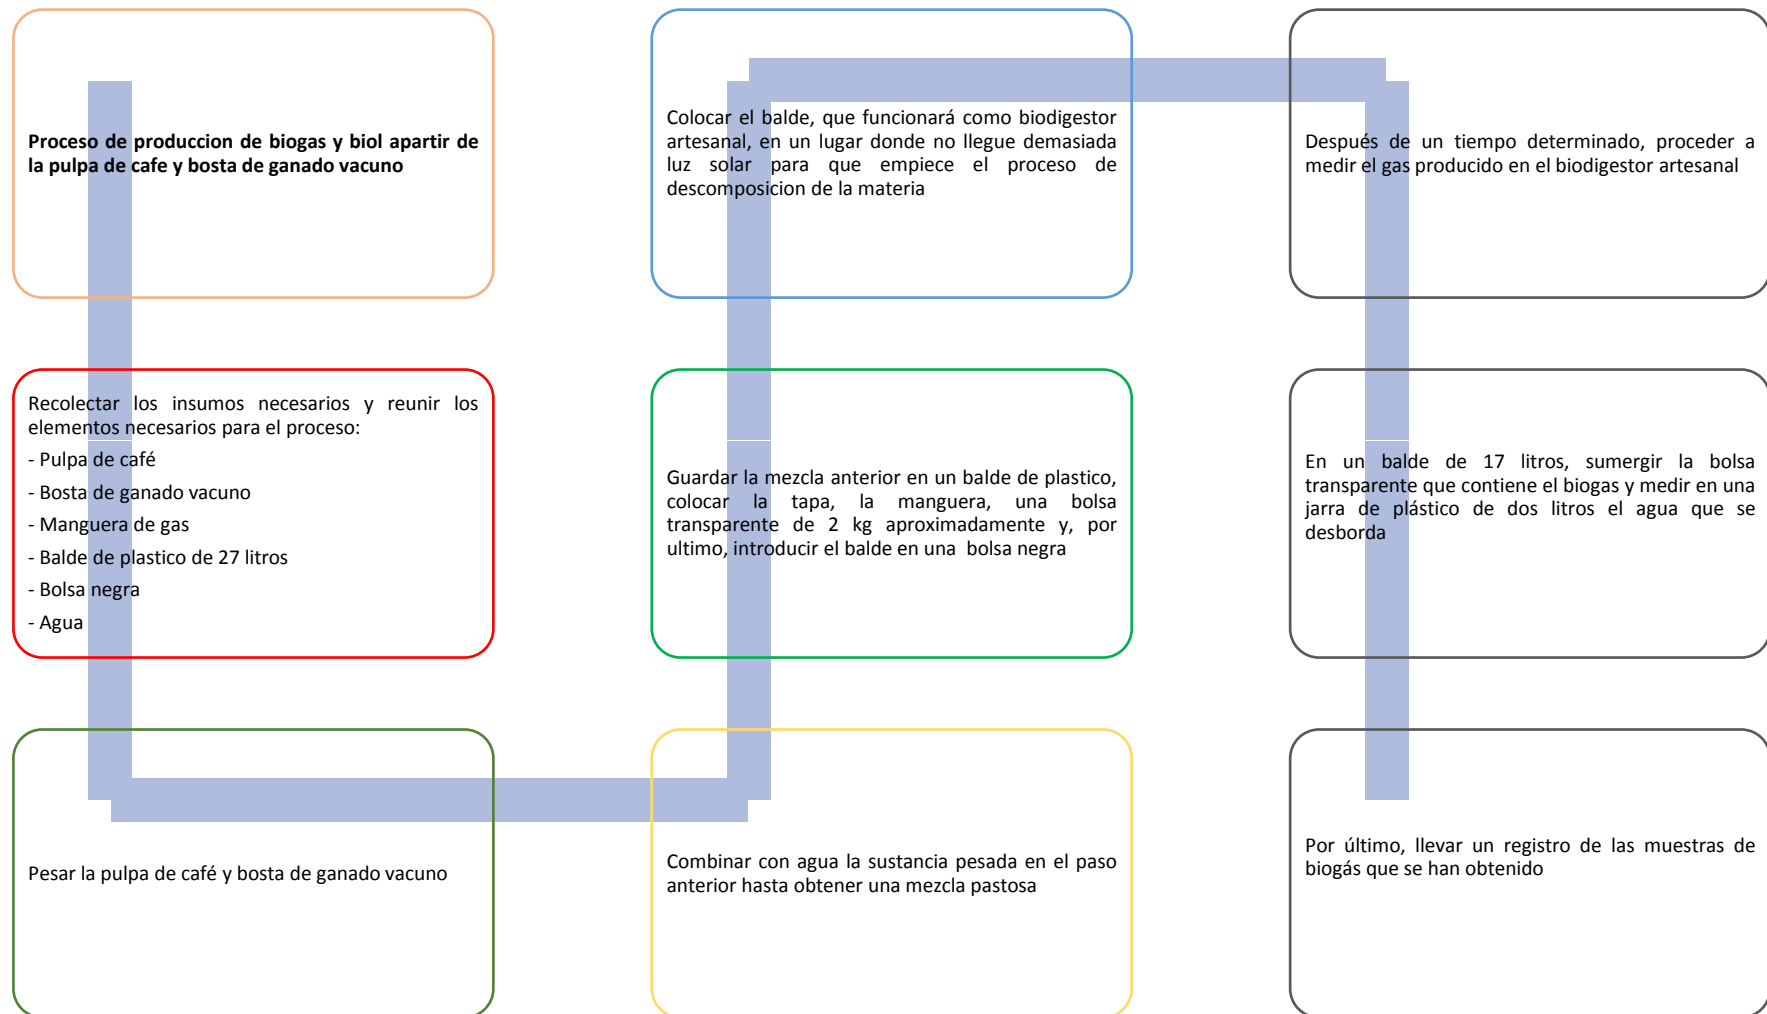 Proceso de produccion de biogas y biol apartir de
la pulpa de cafe y bosta de ganado vacuno
Recolectar los insumos necesarios y reunir los
elementos necesarios para el proceso:
- Pulpa de café
- Bosta de ganado vacuno
- Manguera de gas
- Balde de plastico de 27 litros
- Bolsa negra
- Agua
Pesar la pulpa de café y bosta de ganado vacuno
Combinar con agua la sustancia pesada en el paso
anterior hasta obtener una mezcla pastosa
Guardar la mezcla anterior en un balde de plastico,
colocar la tapa, la manguera, una bolsa
transparente de 2 kg aproximadamente y, por
ultimo, introducir el balde en una bolsa negra
Colocar el balde, que funcionará como biodigestor
artesanal, en un lugar donde no llegue demasiada
luz solar para que empiece el proceso de
descomposicion de la materia
Después de un tiempo determinado, proceder a
medir el gas producido en el biodigestor artesanal
En un balde de 17 litros, sumergir la bolsa
transparente que contiene el biogas y medir en una
jarra de plástico de dos litros el agua que se
desborda
Por último, llevar un registro de las muestras de
biogás que se han obtenido